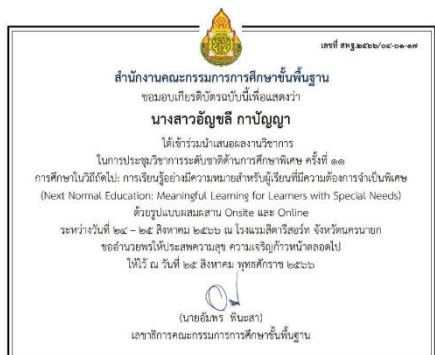 เลขที่ สพฐ.๒๕๖๖/๐๔-๐๑-๑๗
สำนักงานคณะกรรมการการศึกษาขั้นพื้นฐาน
ขอมอบเกียรติบัตรฉบับนี้เพื่อแสดงว่า
นางสาวอัญชลี กาปัญญา
ได้เข้าร่วมนำเสนอผลงานวิชาการ
ในการประชุมวิชาการระดับชาติด้านการศึกษาพิเศษ ครั้งที่ ๑๑
การศึกษาในวิถีถัดไป: การเรียนรู้อย่างมีความหมายสำหรับผู้เรียนที่มีความต้องการจำเป็นพิเศษ
(Next Normal Education: Meaningful Learning for Learners with Special Needs)
ด้วยรูปแบบผสมผสาน Onsite และ Online
ระหว่างวันที่ ๒๔ – ๒๕ สิงหาคม ๒๕๖๖ ณ โรงแรมสีดารีสอร์ท จังหวัดนครนายก
ขออำนวยพรให้ประสพความสุข ความเจริญก้าวหน้าตลอดไป
ให้ไว้ ณ วันที่ ๒๕ สิงหาคม พุทธศักราช ๒๕๖๖
(นายอัมพร พินะสา)
เลขาธิการคณะกรรมการการศึกษาขั้นพื้นฐาน